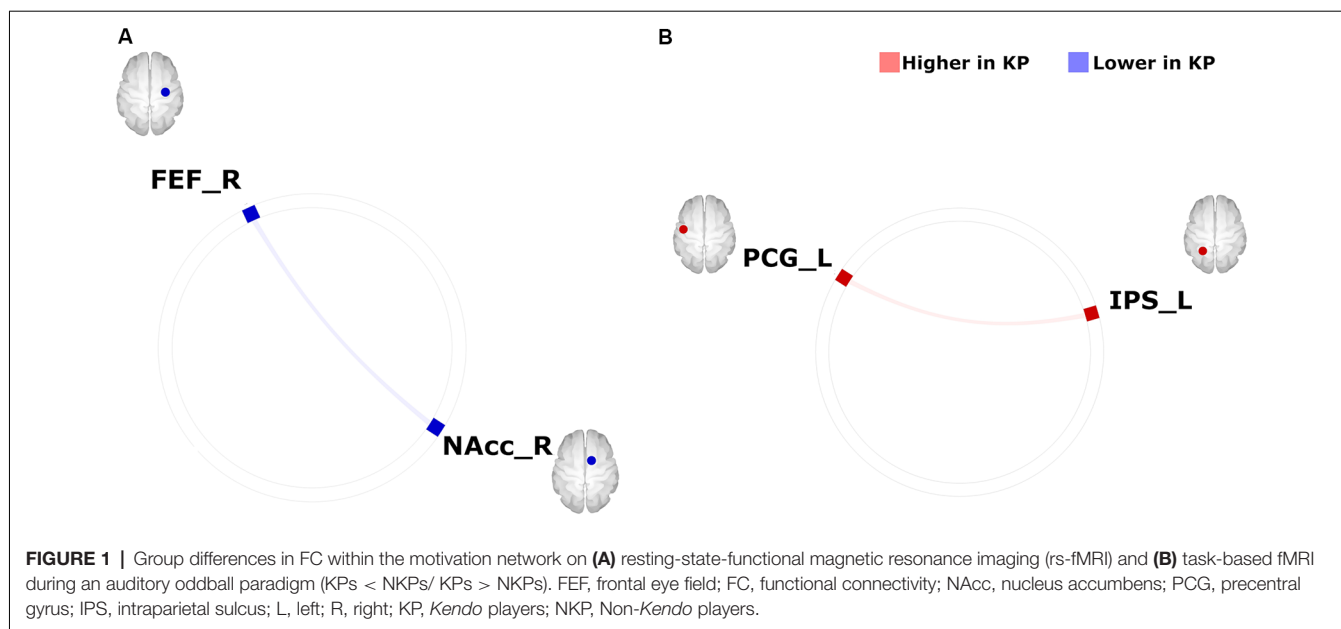 A
B
Higher in KP
Lower in KP
FEF_R
NAcc_R
PCG_L
IPS_L
FIGURE 1 | Group differences in FC within the motivation network on (A) resting-state-functional magnetic resonance imaging (rs-fMRI) and (B) task-based fMRI
during an auditory oddball paradigm (KPs < NKPs/ KPs > NKPs). FEF, frontal eye field; FC, functional connectivity; NAcc, nucleus accumbens; PCG, precentral
gyrus; IPS, intraparietal sulcus; L, left; R, right; KP, Kendo players; NKP, Non-Kendo players.